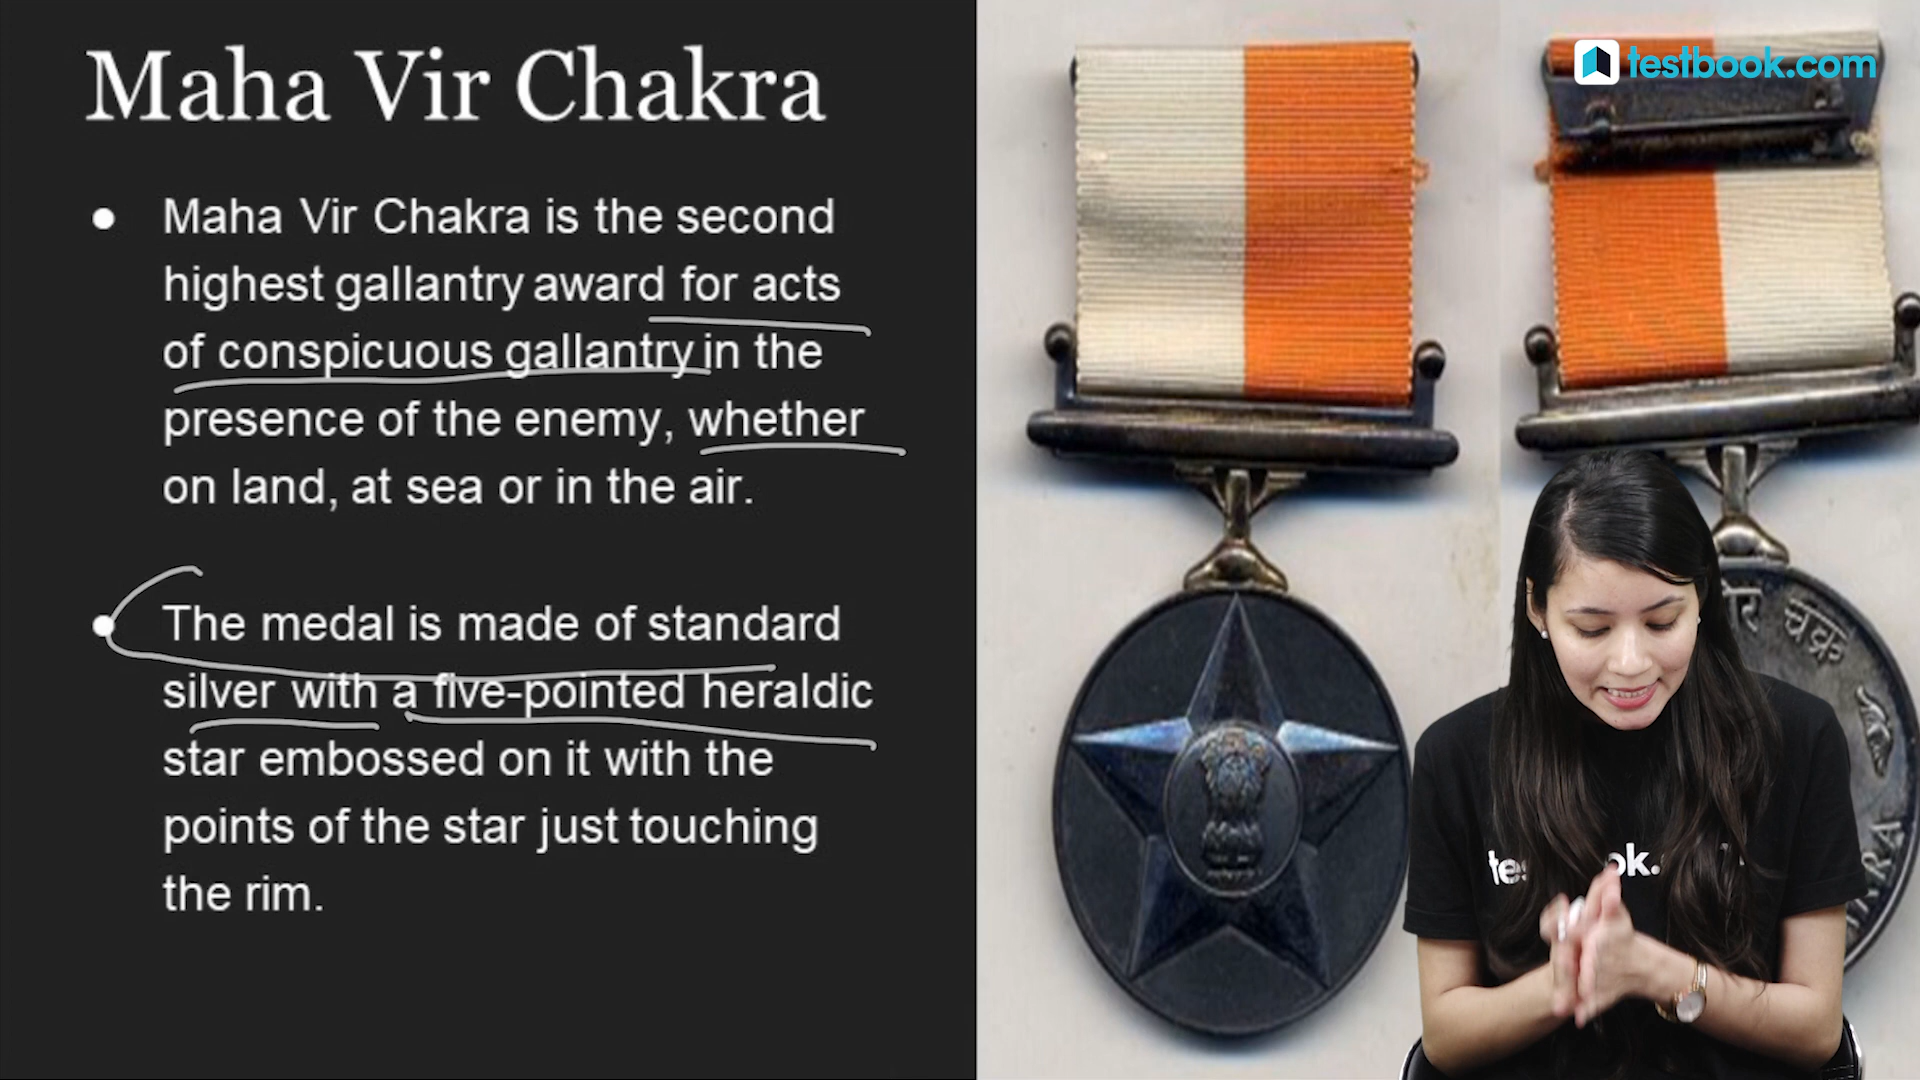 Maha Vir Chakra
● Maha Vir Chakra is the second
highest gallantry award for acts
of conspicuous gallantry in the
presence of the enemy, whether
on land, at sea or in the air.
● The medal is made of standard
silver with a five-pointed heraldic
star embossed on it with the
points of the star just touching
the rim.
testbook.com
चक्र